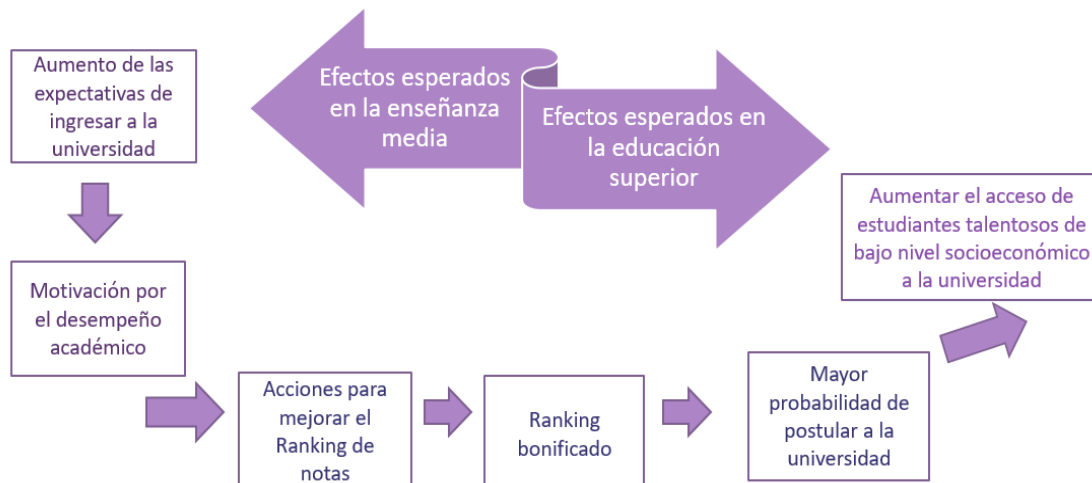 Aumento de las
expectativas de
ingresar a la
universidad
Efectos esperados
en la enseñanza
media
Efectos esperados en
la educación
superior
Motivación por
el desempeño
académico
Acciones para
mejorar el
Ranking de
notas
Ranking
bonificado
Mayor
probabilidad de
postular a la
universidad
Aumentar el acceso de
estudiantes talentosos de
bajo nivel socioeconómico
a la universidad